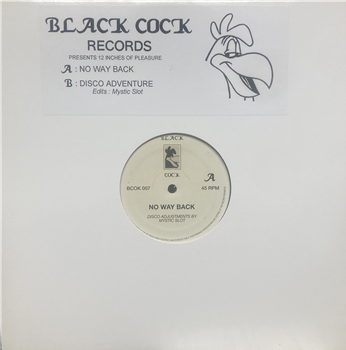 BLACK COCK
RECORDS
PRESENTS 12 INCHES OF PLEASURE
A : NO WAY BACK
B : DISCO ADVENTURE
Edits : Mystic Slot
BLACK
COCK
A
BCOK 907
45 RPM
NO WAY BACK
DISCO ADJUSTMENTS BY
MYSTIC SLOT